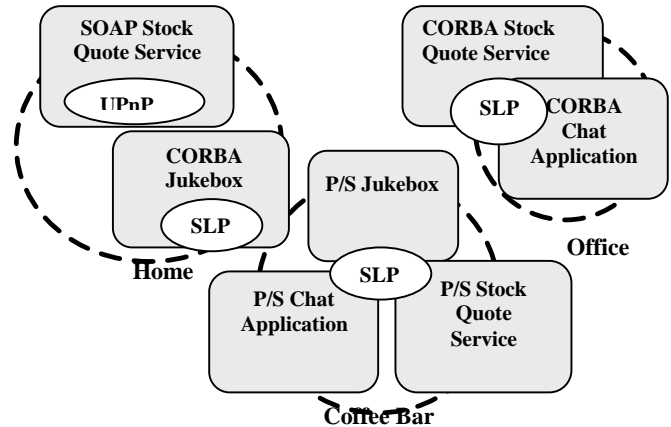 SOAP Stock
Quote Service
UPnP
CORBA
Jukebox
SLP
Home
CORBA Stock
Quote Service
SLP
CORBA
Chat
Application
Office
P/S Jukebox
SLP
P/S Chat
Application
P/S Stock
Quote
Service
Coffee Bar